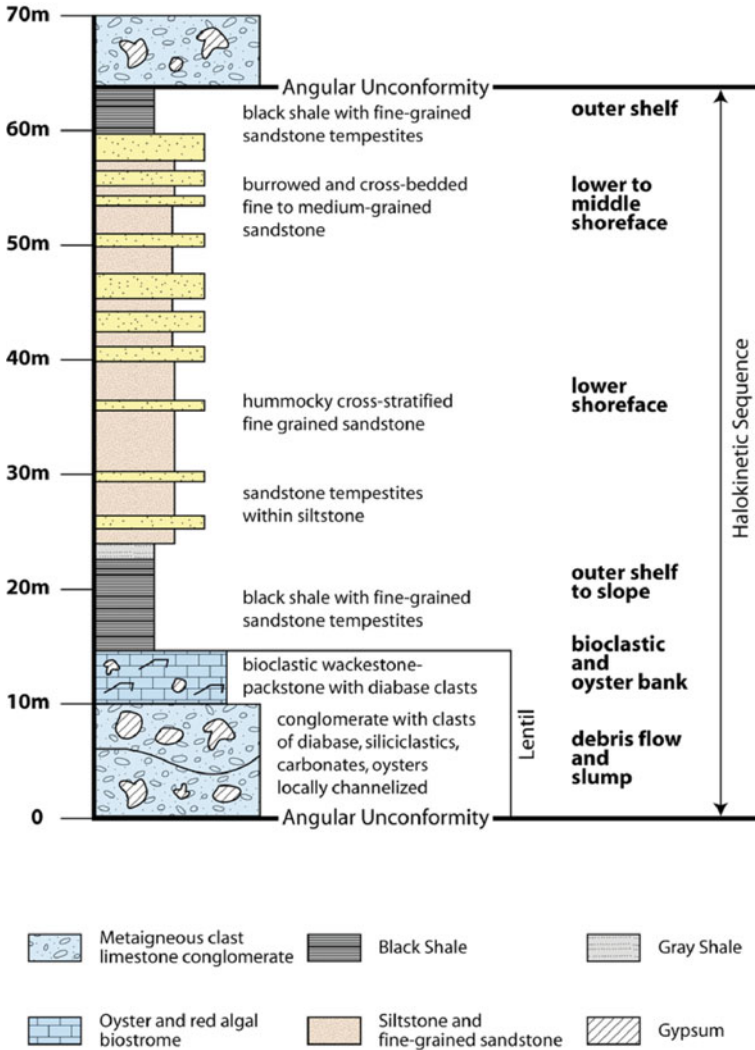 70m
Angular Unconformity
black shale with fine-grained
sandstone tempestites
outer shelf
60m
burrowed and cross-bedded
fine to medium-grained
sandstone
lower to
middle
shoreface
50m
40m
hummocky cross-stratified
fine grained sandstone
lower
shoreface
Halokinetic Sequence
30m
sandstone tempestites
within siltstone
20m
black shale with fine-grained
sandstone tempestites
outer shelf
to slope
bioclastic wackestone-
packstone with diabase clasts
bioclastic
and
oyster bank
10m
conglomerate with clasts
of diabase, siliciclastics,
carbonates, oysters
locally channelized
Lentil
debris flow
and
slump
0
Angular Unconformity
Metaigneous clast
limestone conglomerate
Black Shale
Gray Shale
Oyster and red algal
biostrome
Siltstone and
fine-grained sandstone
Gypsum